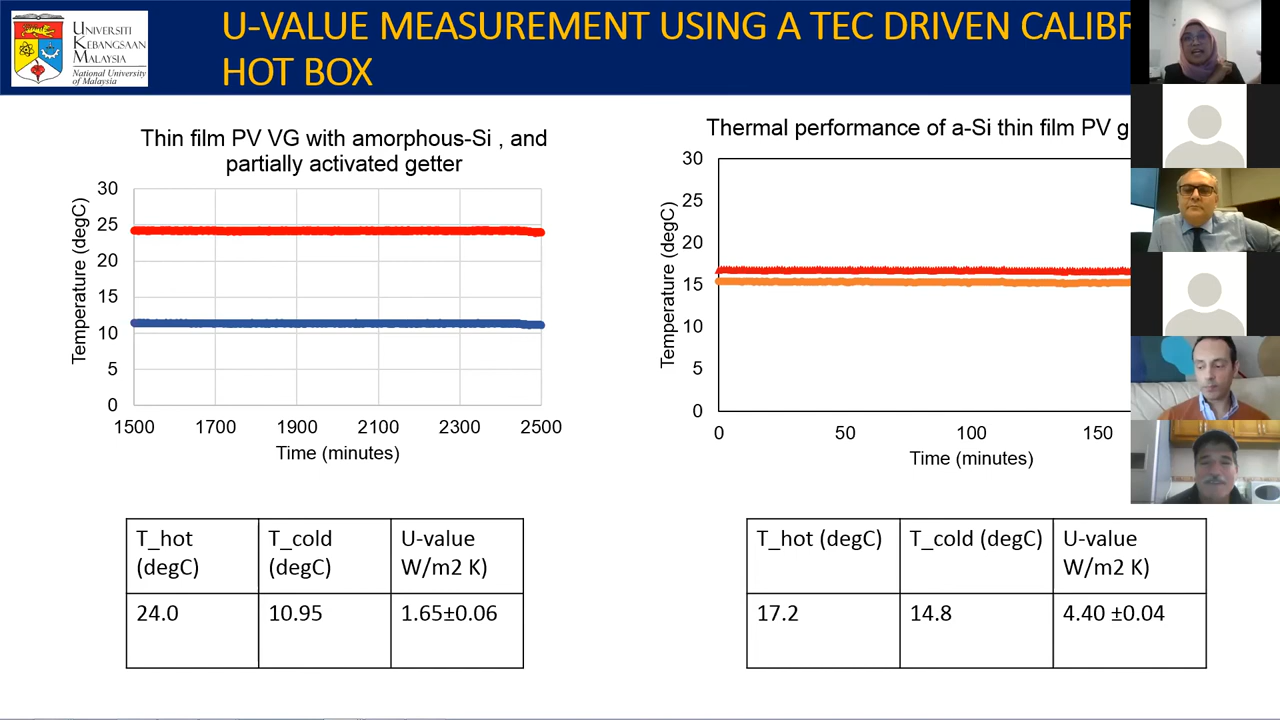 UNIVERSITI
KEBANGSAAN
MALAYSIA
National University
of Malaysia
U-VALUE MEASUREMENT USING A TEC DRIVEN
HOT BOX
Thin film PV VG with amorphous-Si , and
partially activated getter
30
25
20
15
10
5
0
Temperature (degC)
1500 1700 1900 2100 2300 2500
Time (minutes)
Thermal performance of a-Si thin film PV
30
25
20
15
10
5
0
Temperature (degC)
0 50 100 150
Time (minutes)
T_hot (degC) T_cold (degC) U-value W/m2 K)
24.0 10.95 1.65±0.06
T_hot (degC) T_cold (degC) U-value W/m2 K)
17.2 14.8 4.40 ±0.04